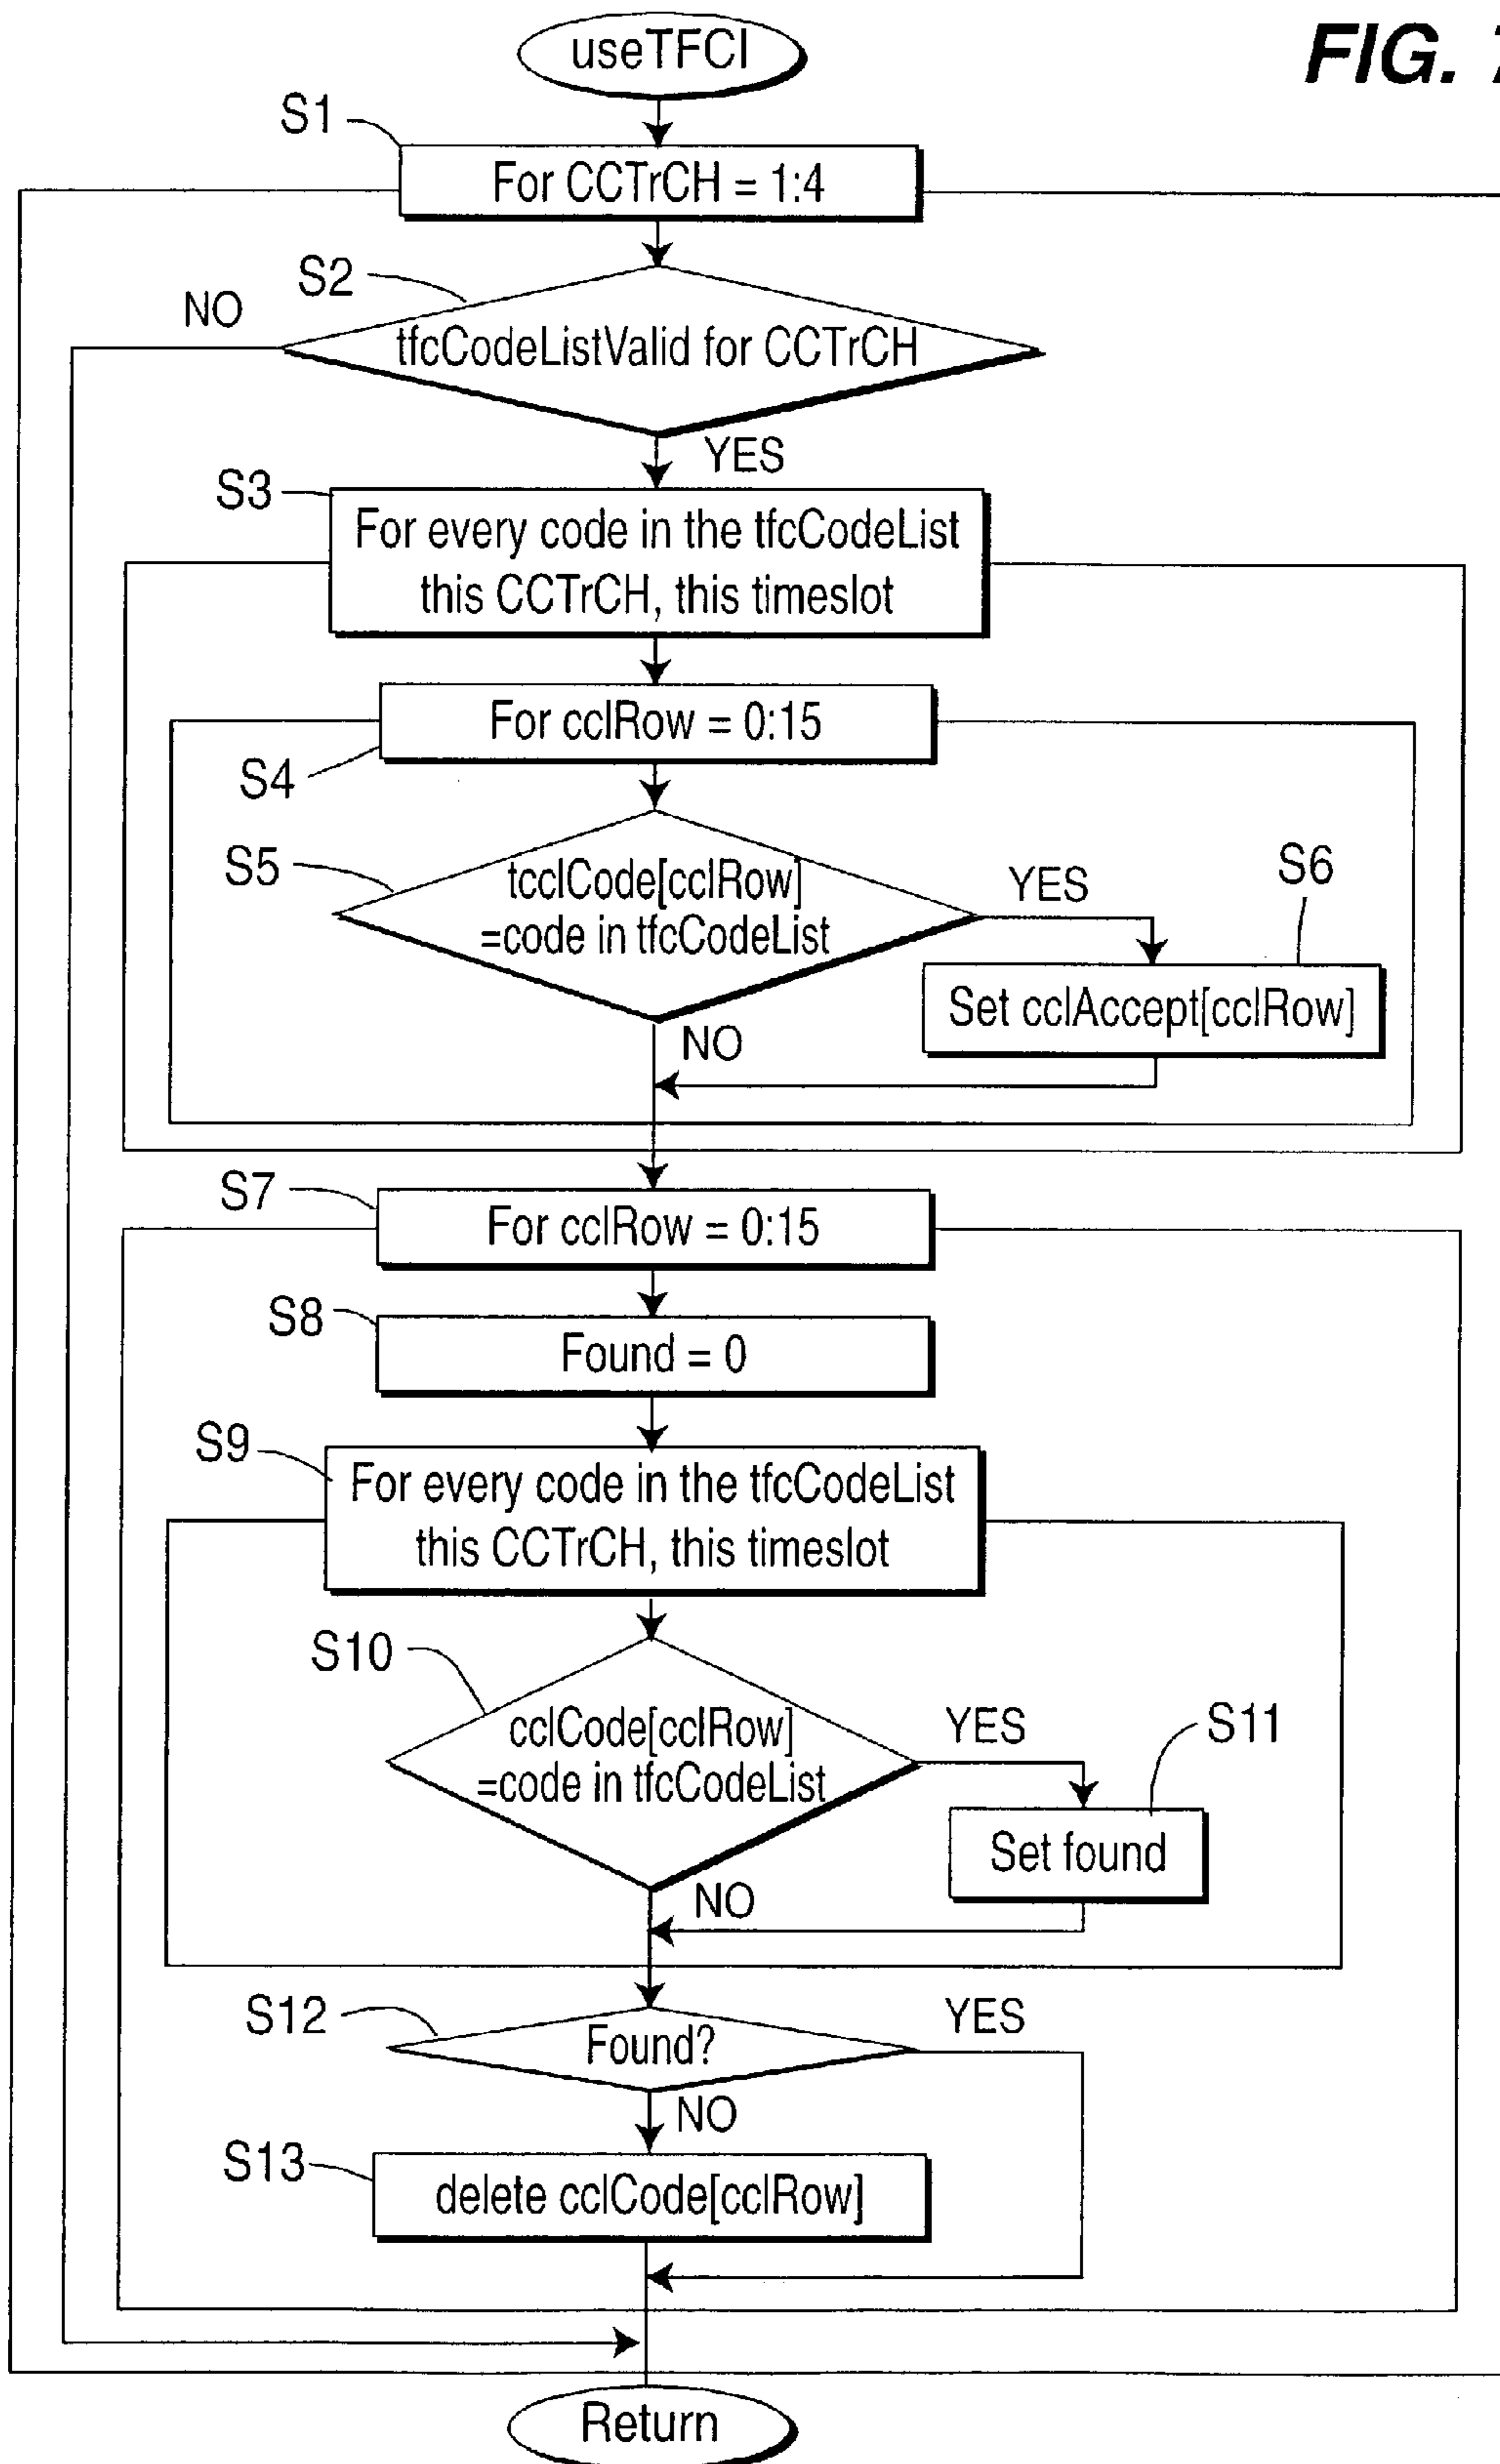 useTFCI
FIG. 7
S1
For CCTrCH = 1:4
S2
NO
tfcCodeListValid for CCTrCH
YES
S3
For every code in the tfcCodeList
this CCTrCH, this timeslot
For cclRow = 0:15
S4
S5
tcclCode[cclRow]
=code in tfcCodeList
YES
S6
Set cclAccept[cclRow]
NO
S7
For cclRow = 0:15
S8
Found = 0
S9
For every code in the tfcCodeList
this CCTrCH, this timeslot
S10
cclCode[cclRow]
=code in tfcCodeList
YES
S11
Set found
NO
S12
Found?
YES
NO
S13
delete cclCode[cclRow]
Return